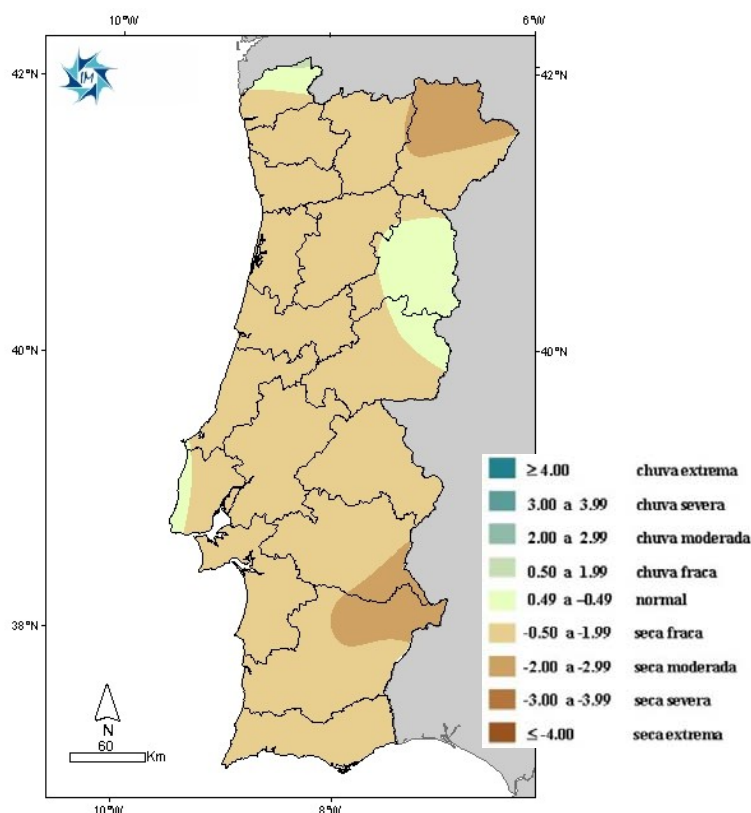 10°W
6°W
IM
42°N
42°N
40°N
40°N
≥ 4.00 chuva extrema
3.00 a 3.99 chuva severa
2.00 a 2.99 chuva moderada
0.50 a 1.99 chuva fraca
0.49 a –0.49 normal
-0.50 a -1.99 seca fraca
-2.00 a -2.99 seca moderada
-3.00 a -3.99 seca severa
≤ -4.00 seca extrema
38°N
38°N
N
60
Km
10°W
8°W